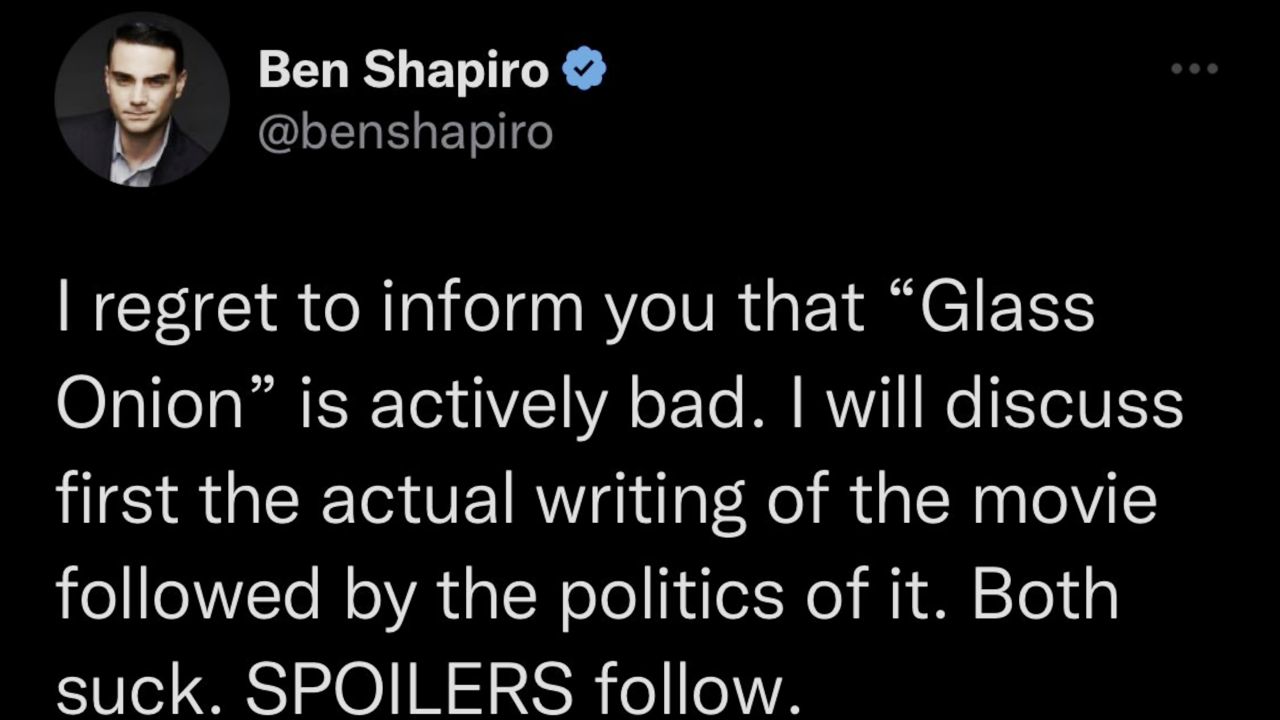 Ben Shapiro
@benshapiro
I regret to inform you that “Glass
Onion” is actively bad. I will discuss
first the actual writing of the movie
followed by the politics of it. Both
suck. SPOILERS follow.